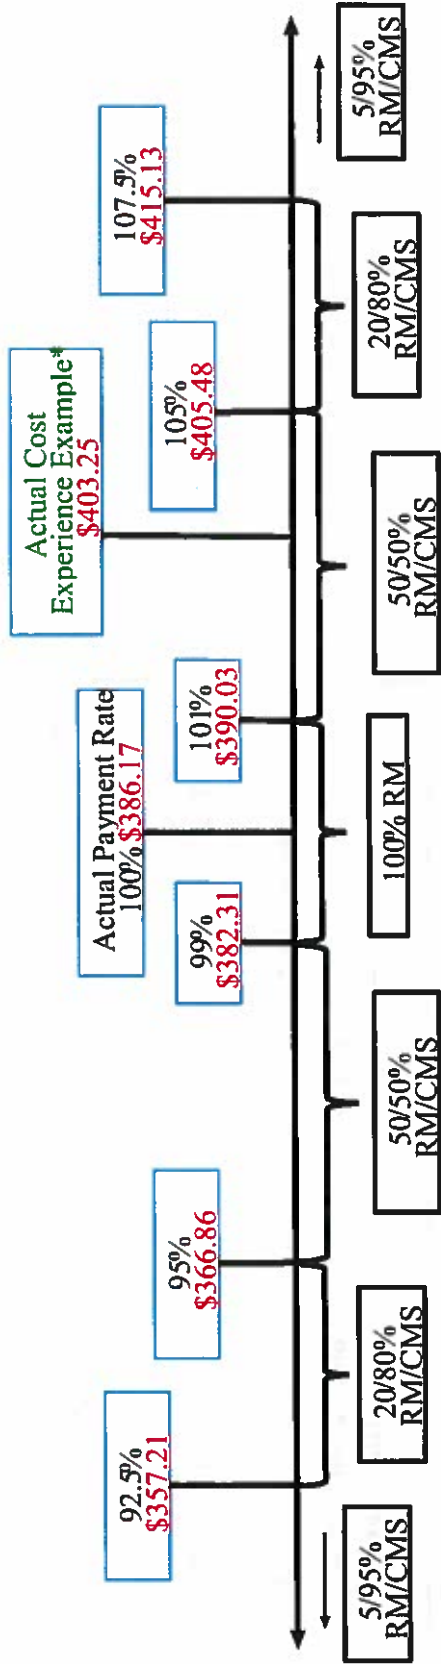 Actual Cost
Experience Example*
$403.25
Actual Payment Rate
100% $386.17
92.5%
$357.21
95%
$366.86
99%
$382.31
101%
$390.03
105%
$405.48
107.5%
$415.13
5/95%
RM/CMS
20/80%
RM/CMS
50/50%
RM/CMS
100% RM
50/50%
RM/CMS
20/80%
RM/CMS
5/95%
RM/CMS